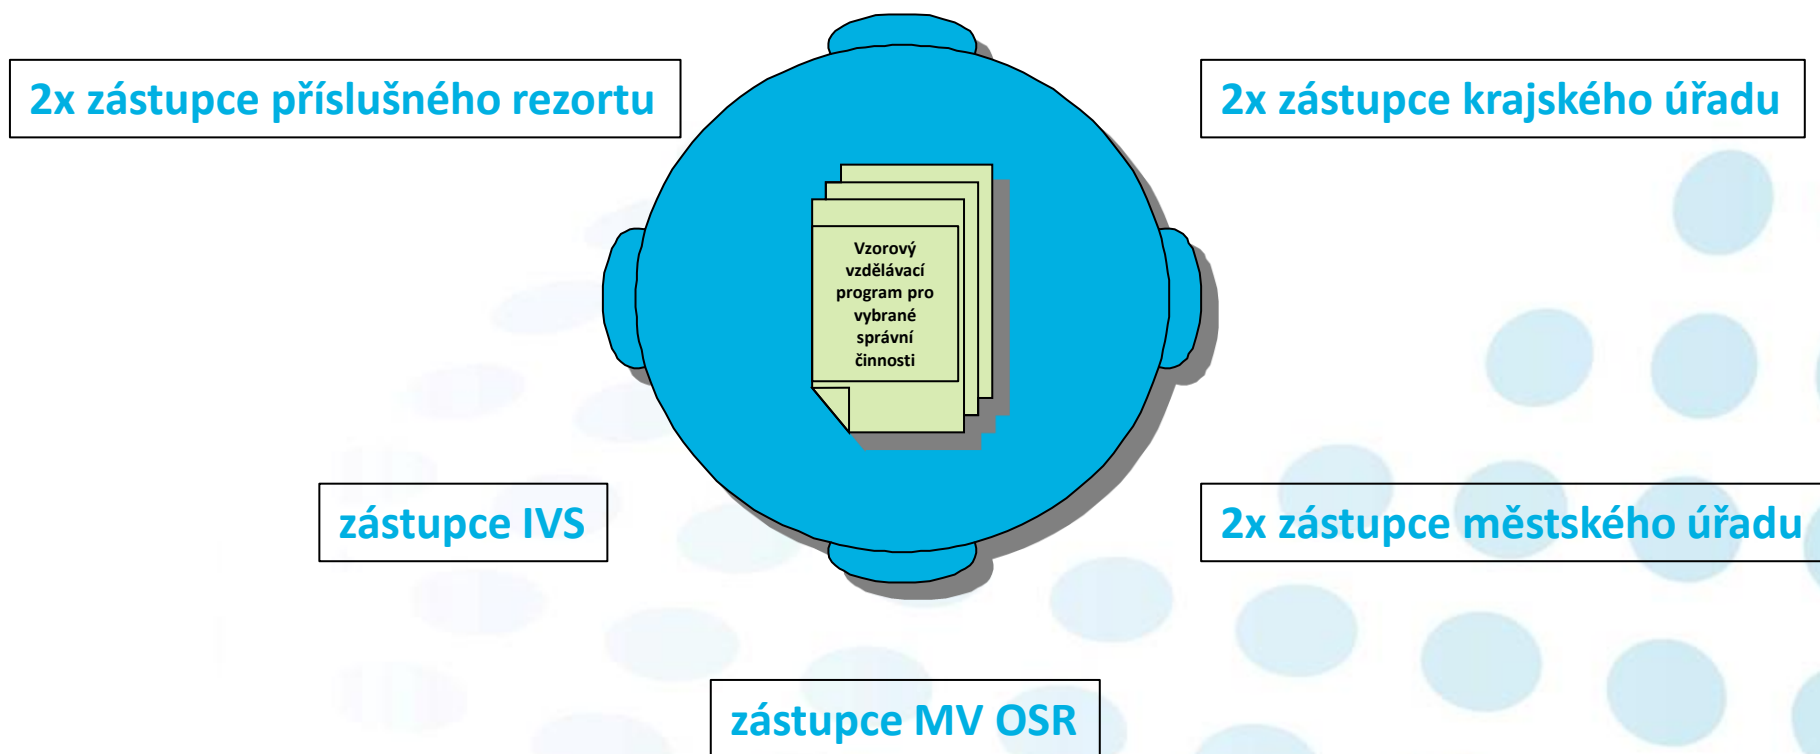 2x zástupce příslušného rezortu
2x zástupce krajského úřadu
Vzorový
vzdělávací
program pro
vybrané
správní
činnosti
zástupce IVS
2x zástupce městského úřadu
zástupce MV OSR